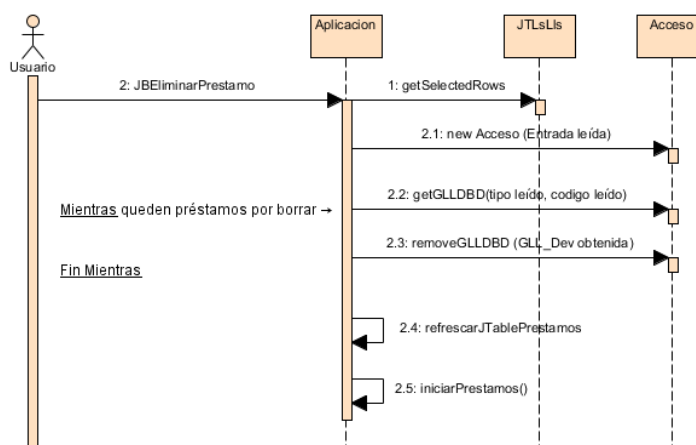 Aplicacion
JTLsLls
Acceso
Usuario
2: JBEliminarPrestamo
1: getSelectedRows
2.1: new Acceso (Entrada leída)
2.2: getGLLDBD(tipo leído, codigo leído)
Mientras queden préstamos por borrar →
2.3: removeGLLDBD (GLL_Dev obtenida)
Fin Mientras
2.4: refrescarJTablePrestamos
2.5: iniciarPrestamos()